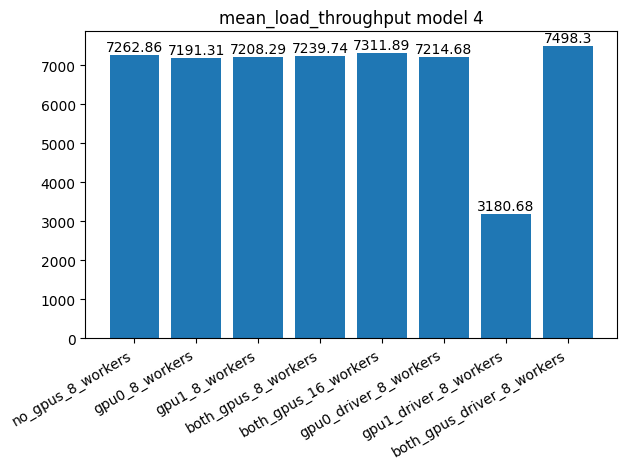 mean_load_throughput model 4
7262.86
7191.31
7208.29
7239.74
7311.89
7214.68
3180.68
7498.3
7000
6000
5000
4000
3000
2000
1000
0
no_gpus_8_workers
gpu0_8_workers
gpu1_8_workers
both_gpus_8_workers
both_gpus_16_workers
gpu0_driver_8_workers
gpu1_driver_8_workers
both_gpus_driver_8_workers